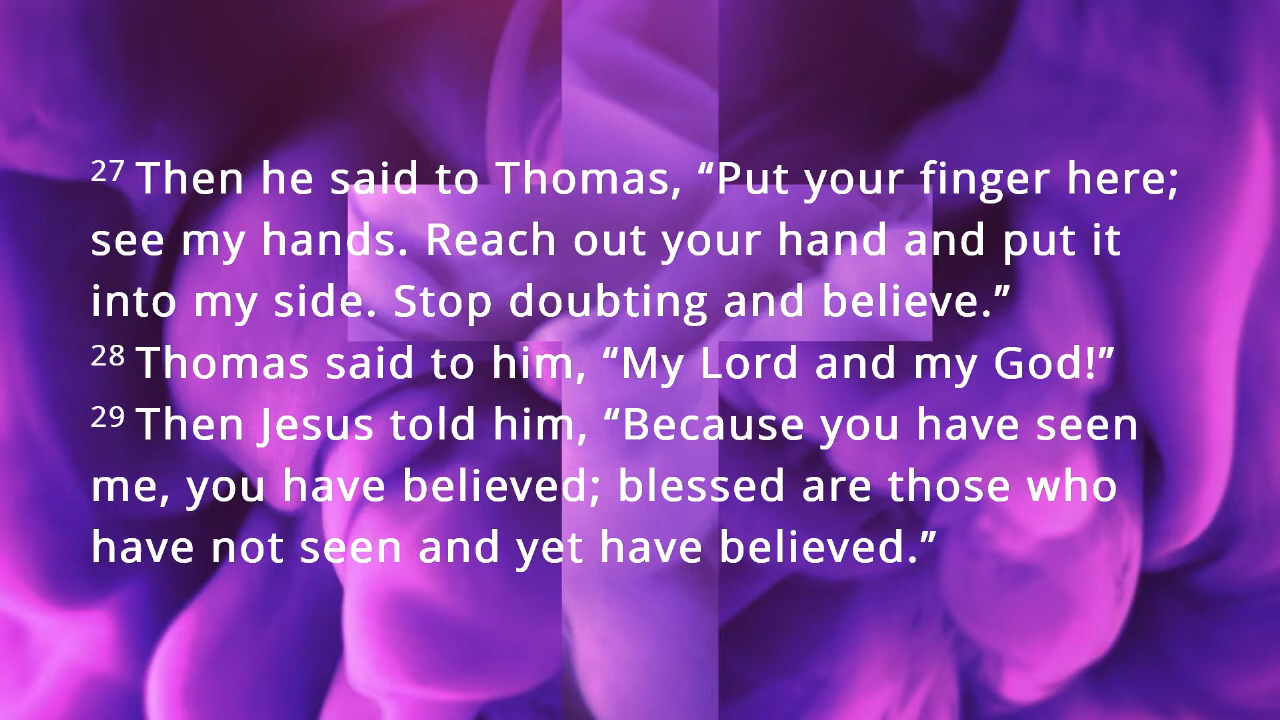 27 Then he said to Thomas, “Put your finger here;
see my hands. Reach out your hand and put it
into my side. Stop doubting and believe.”
28 Thomas said to him, “My Lord and my God!”
29 Then Jesus told him, “Because you have seen
me, you have believed; blessed are those who
have not seen and yet have believed.”